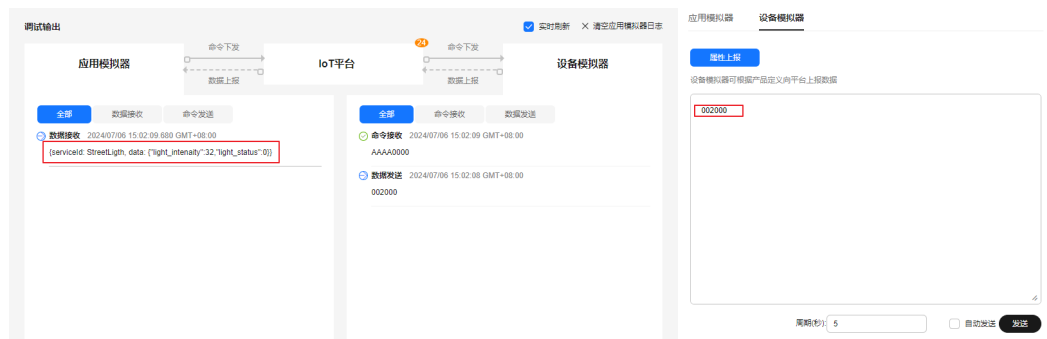 调试输出
实时刷新 清空应用模拟器日志
应用模拟器
命令下发
数据上报
IoT平台
24
命令下发
数据上报
设备模拟器
全部 数据接收 命令发送
数据接收 2024/07/06 15:02:09.680 GMT+08:00
{serviceId: StreetLigth, data: {"light_intenaity":32,"light_status":0}}
全部 命令接收 数据发送
命令接收 2024/07/06 15:02:09 GMT+08:00
AAAA0000
数据发送 2024/07/06 15:02:08 GMT+08:00
002000
应用模拟器 设备模拟器
属性上报
设备模拟器可根据产品定义向平台上报数据
002000
周期(秒): 5 自动发送 发送